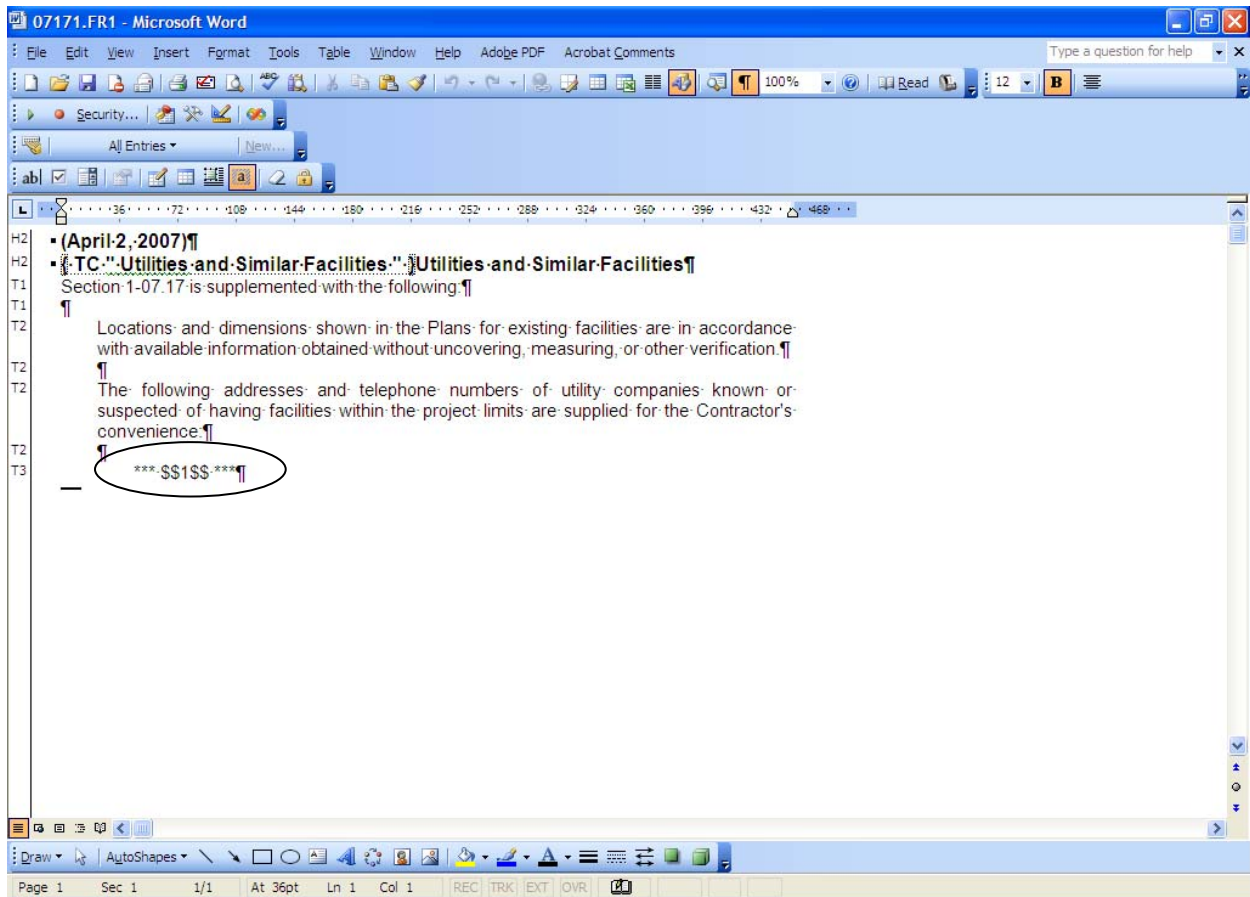 07171.FR1 - Microsoft Word
File Edit View Insert Format Tools Table Window Help Adobe PDF Acrobat Comments Type a question for help
100% Read 12 B
Security...
All Entries New...
ab|
L 36 72 108 144 180 216 252 288 324 360 396 432 468
H2 (April·2,·2007)¶
H2 {·TC·"·Utilities·and·Similar·Facilities·"·}Utilities·and·Similar·Facilities¶
T1 Section·1-07.17·is·supplemented·with·the·following:¶
T1 ¶
T2 Locations· and· dimensions· shown· in· the· Plans· for· existing· facilities· are· in· accordance·
with·available·information·obtained·without·uncovering,·measuring,·or·other·verification.¶
T2 ¶
T2 The· following· addresses· and· telephone· numbers· of· utility· companies· known· or·
suspected· of· having· facilities· within· the· project· limits· are· supplied· for· the· Contractor's·
convenience:¶
T2 ¶
T3 ***·$$1$$·***¶
Draw AutoShapes A
Page 1 Sec 1 1/1 At 36pt Ln 1 Col 1 REC TRK EXT OVR